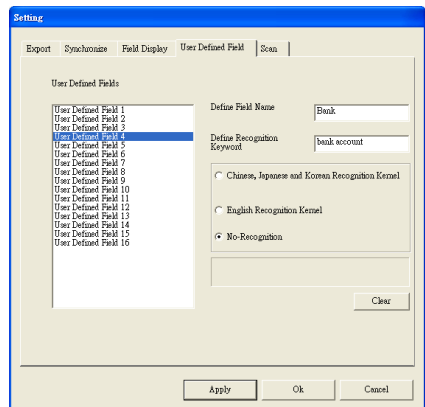 Setting
Export Synchronize Field Display User Defined Field Scan
User Defined Fields
User Defined Field 1
User Defined Field 2
User Defined Field 3
User Defined Field 4
User Defined Field 5
User Defined Field 6
User Defined Field 7
User Defined Field 8
User Defined Field 9
User Defined Field 10
User Defined Field 11
User Defined Field 12
User Defined Field 13
User Defined Field 14
User Defined Field 15
User Defined Field 16
Define Field Name
Bank
Define Recognition
Keyword
bank account
Chinese, Japanese and Korean Recognition Kernel
English Recognition Kernel
No-Recognition
Clear
Apply Ok Cancel